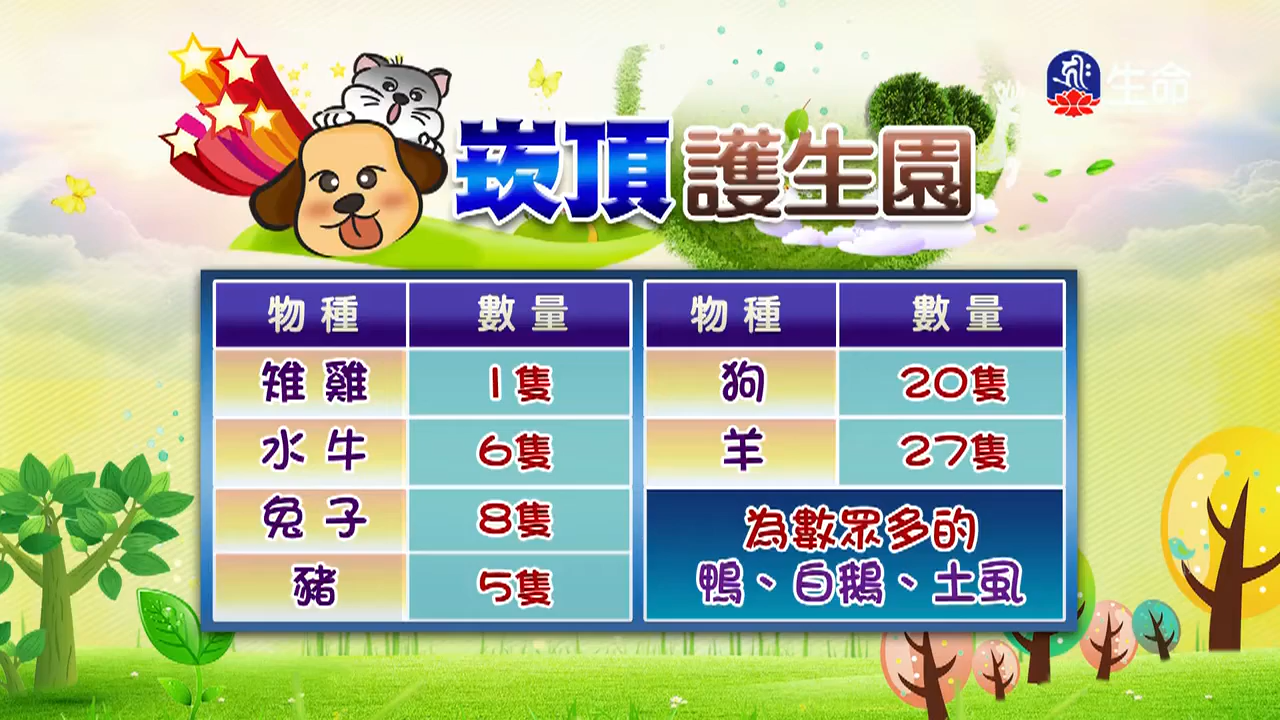 生命
崁頂護生園
物種 數量 物種 數量
雉雞 1隻 狗 20隻
水牛 6隻 羊 27隻
兔子 8隻
豬 5隻
為數眾多的
鴨、白鵝、土虱